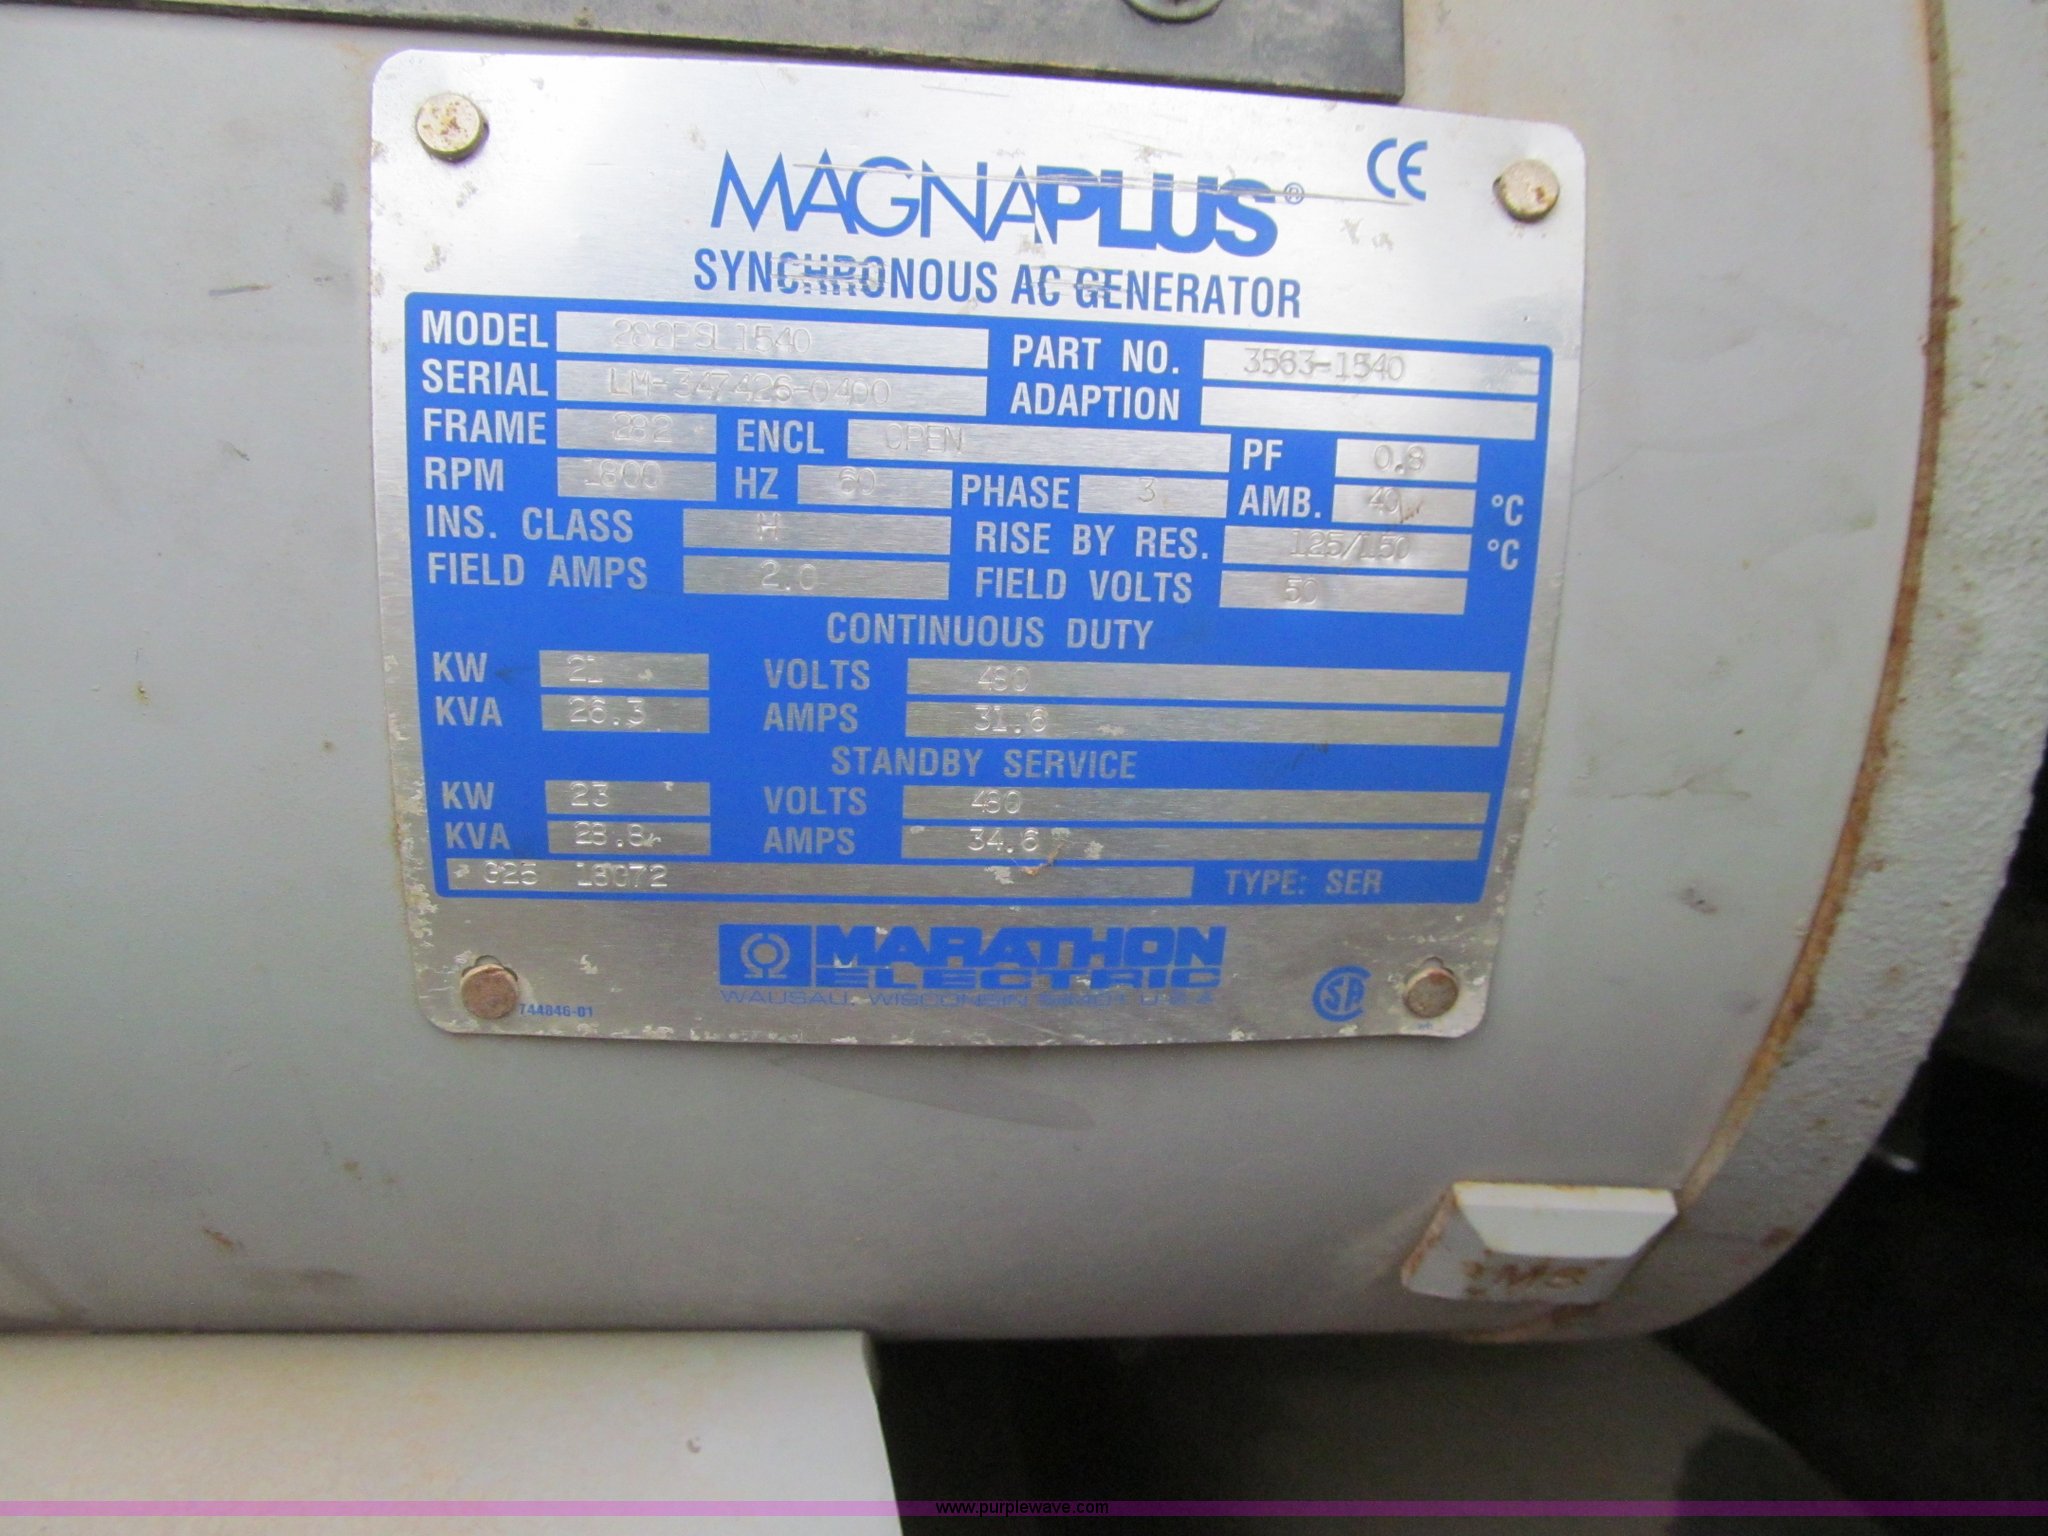 MAGNAPLUS® CE
SYNCHRONOUS AC GENERATOR
MODEL 282PSL1540 PART NO. 3563-1540
SERIAL LM-347426-0400 ADAPTION
FRAME 282 ENCL OPEN PF 0.8
RPM 1800 HZ 60 PHASE 3 AMB. 40 °C
INS. CLASS H RISE BY RES. 125/150 °C
FIELD AMPS 2.0 FIELD VOLTS 50
CONTINUOUS DUTY
KW 21 VOLTS 480
KVA 26.3 AMPS 31.6
STANDBY SERVICE
KW 23 VOLTS 480
KVA 28.8 AMPS 34.6
TYPE: SER
MARATHON
ELECTRIC
WAUSAU, WISCONSIN U.S.A.
744846-01
www.purplewave.com